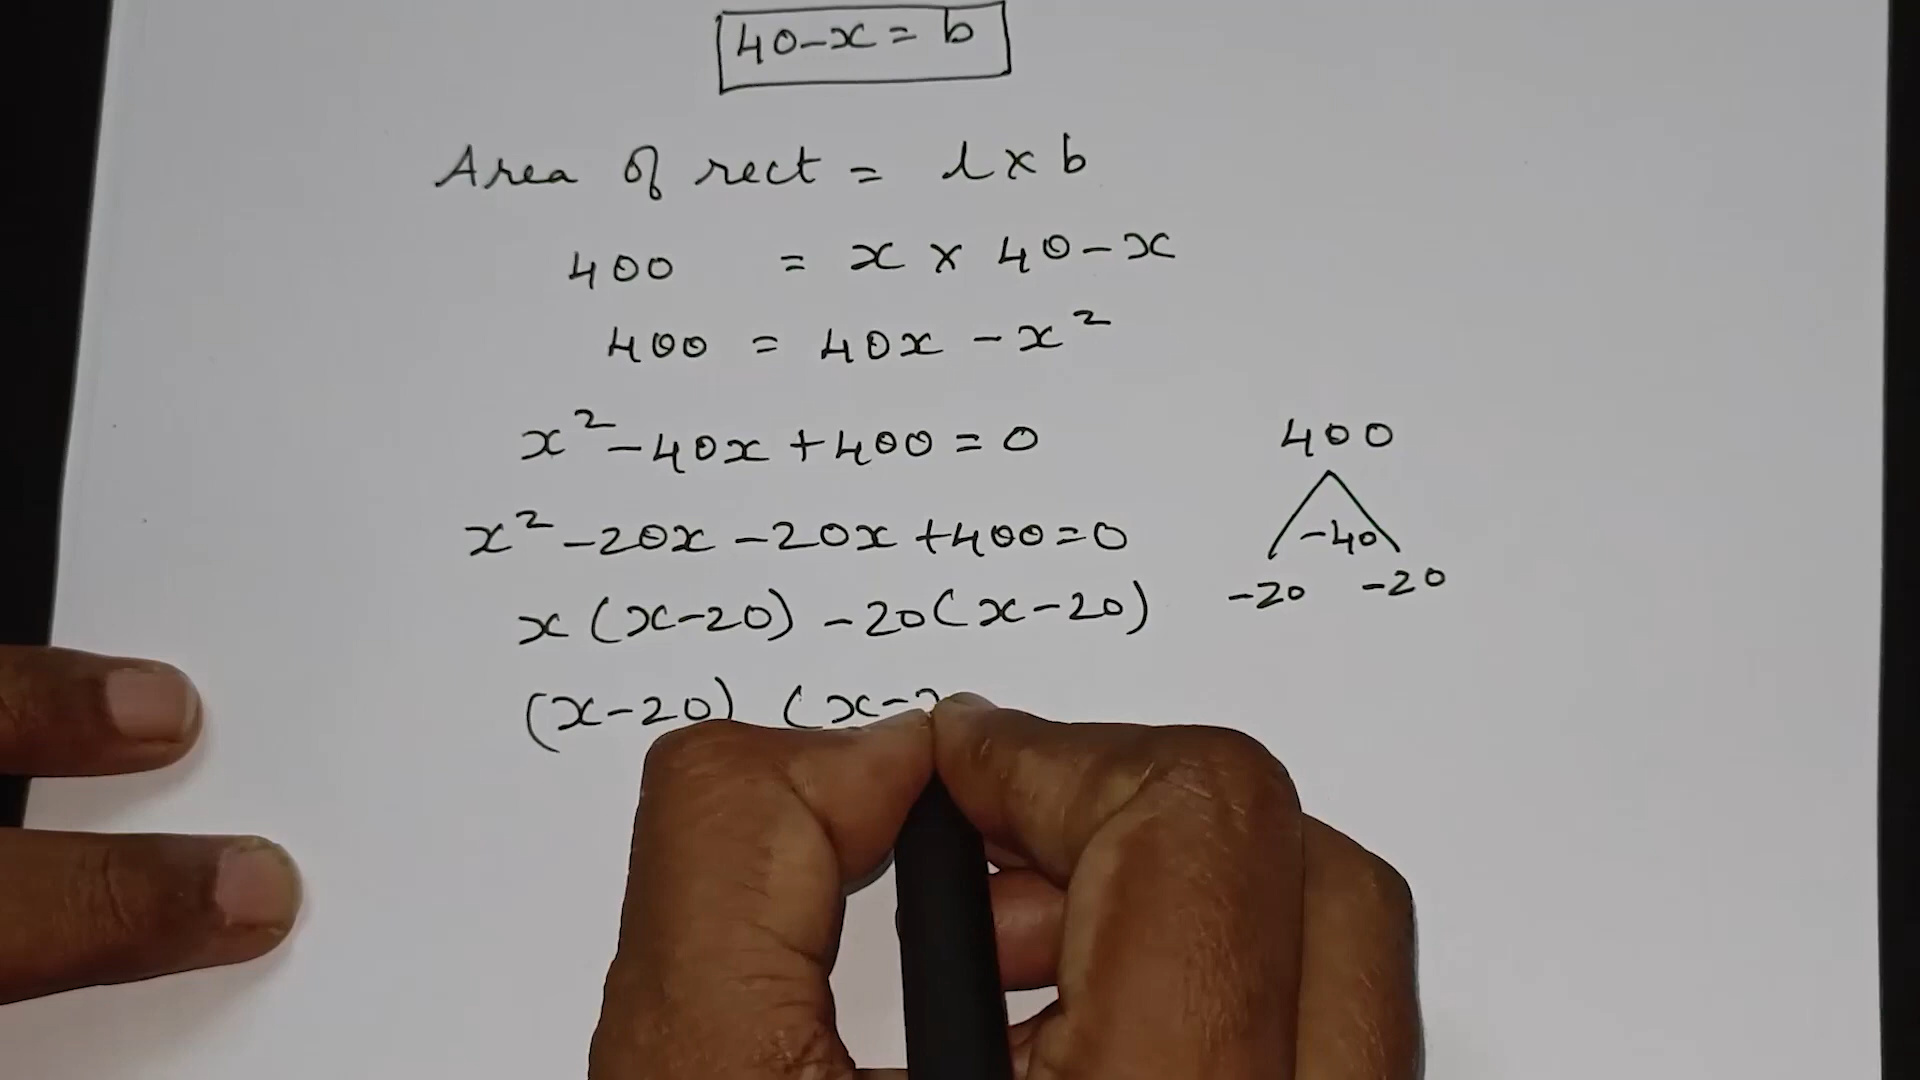 40-x = b
Area of rect = l x b
400 = x x 40-x
400 = 40x - x²
x² - 40x + 400 = 0
400
x² - 20x - 20x + 400 = 0
-40
-20 -20
x (x-20) - 20 (x-20)
(x-20) (x-